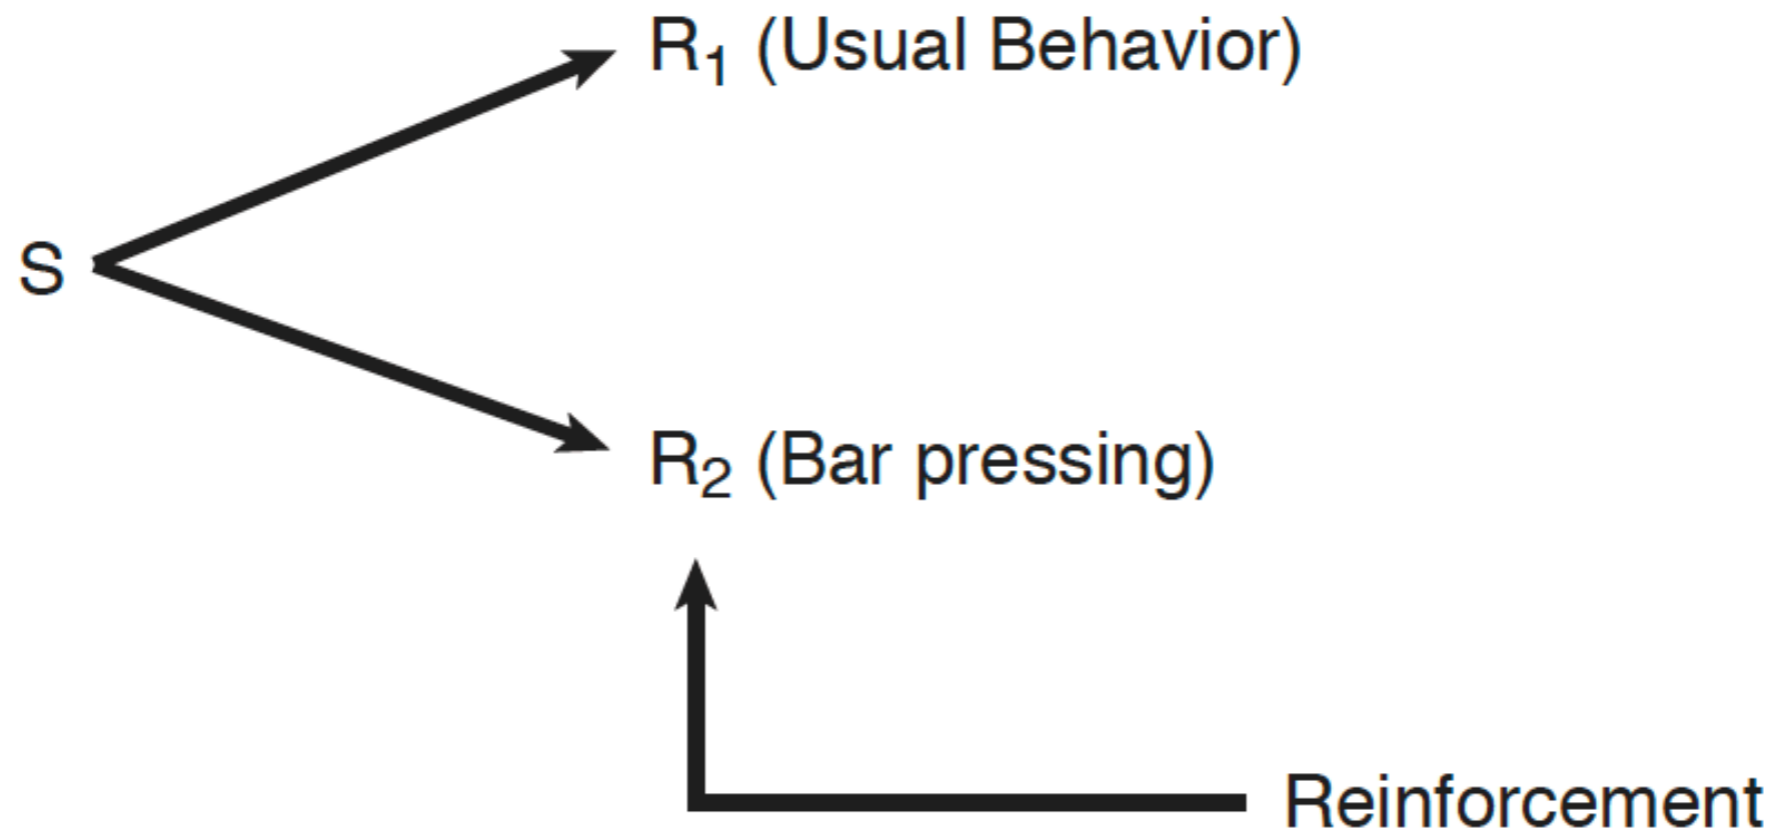 R₁ (Usual Behavior)
S
R₂ (Bar pressing)
Reinforcement